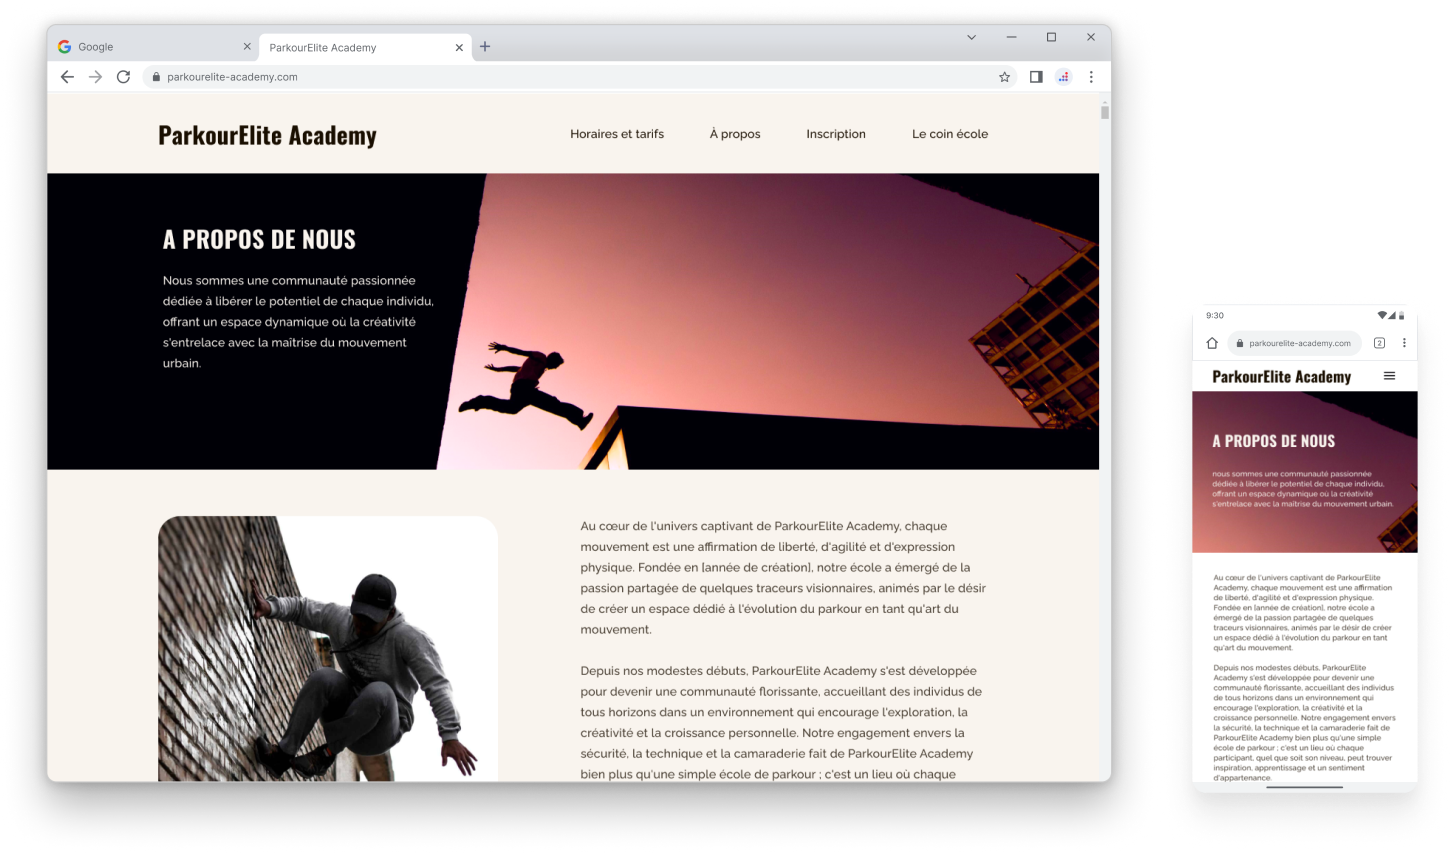 Google
ParkourElite Academy
parkourelite-academy.com
ParkourElite Academy
Horaires et tarifs
À propos
Inscription
Le coin école
A PROPOS DE NOUS
Nous sommes une communauté passionnée
dédiée à libérer le potentiel de chaque individu,
offrant un espace dynamique où la créativité
s'entrelace avec la maîtrise du mouvement
urbain.
Au cœur de l'univers captivant de ParkourElite Academy, chaque
mouvement est une affirmation de liberté, d'agilité et d'expression
physique. Fondée en [année de création], notre école a émergé de la
passion partagée de quelques traceurs visionnaires, animés par le désir
de créer un espace dédié à l'évolution du parkour en tant qu'art du
mouvement.
Depuis nos modestes débuts, ParkourElite Academy s'est développée
pour devenir une communauté florissante, accueillant des individus de
tous horizons dans un environnement qui encourage l'exploration, la
créativité et la croissance personnelle. Notre engagement envers la
sécurité, la technique et la camaraderie fait de ParkourElite Academy
bien plus qu'une simple école de parkour ; c'est un lieu où chaque
9:30
parkourelite-academy.com
2
ParkourElite Academy
A PROPOS DE NOUS
nous sommes une communauté passionnée
dédiée à libérer le potentiel de chaque individu,
offrant un espace dynamique où la créativité
s'entrelace avec la maîtrise du mouvement urbain.
Au cœur de l'univers captivant de ParkourElite
Academy, chaque mouvement est une affirmation
de liberté, d'agilité et d'expression physique.
Fondée en [année de création], notre école a
émergé de la passion partagée de quelques
traceurs visionnaires, animés par le désir de créer
un espace dédié à l'évolution du parkour en tant
qu'art du mouvement.
Depuis nos modestes débuts, ParkourElite
Academy s'est développée pour devenir une
communauté florissante, accueillant des individus
de tous horizons dans un environnement qui
encourage l'exploration, la créativité et la
croissance personnelle. Notre engagement envers
la sécurité, la technique et la camaraderie fait de
ParkourElite Academy bien plus qu'une simple
école de parkour ; c'est un lieu où chaque
participant, quel que soit son niveau, peut trouver
inspiration, apprentissage et un sentiment
d'appartenance.